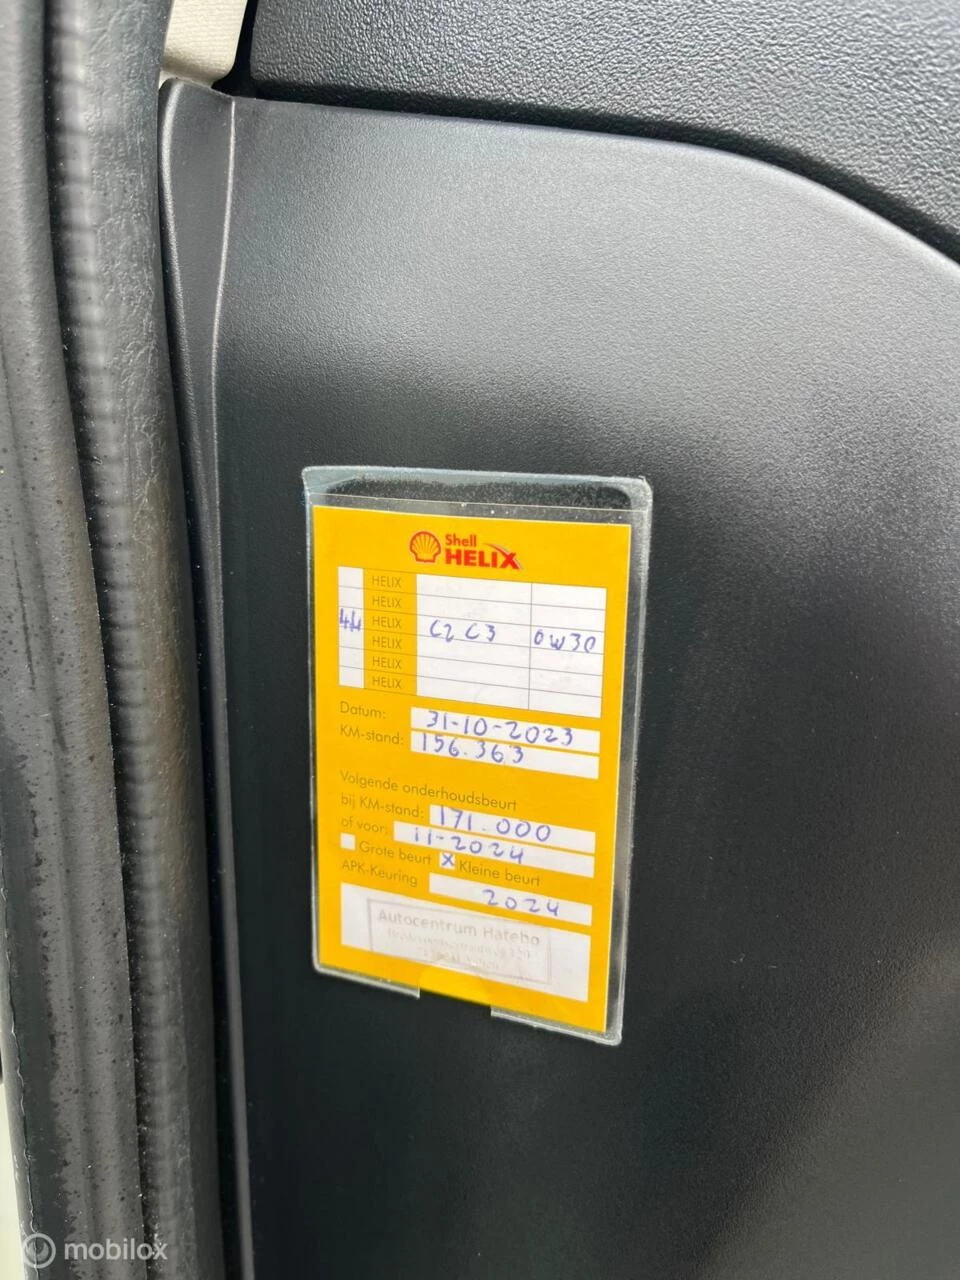 Shell
HELIX
HELIX
HELIX
4L HELIX C2 C3 0W30
HELIX
HELIX
HELIX
Datum: 31-10-2023
KM-stand: 156.363
Volgende onderhoudsbeurt
bij KM-stand: 171.000
of voor: 11-2024
Grote beurt X Kleine beurt
APK-Keuring 2024
Autocentrum Hatebo
mobilox